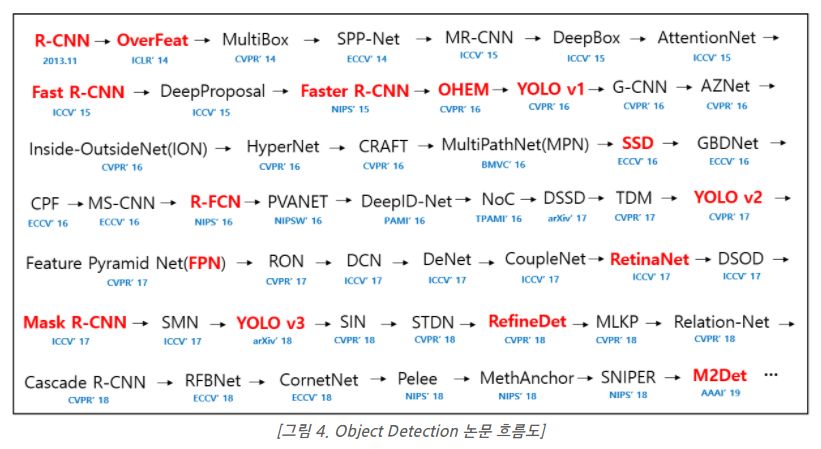 R-CNN → OverFeat → MultiBox → SPP-Net → MR-CNN → DeepBox → AttentionNet →
2013.11 ICLR' 14 CVPR' 14 ECCV' 14 ICCV' 15 ICCV' 15 ICCV' 15
Fast R-CNN → DeepProposal → Faster R-CNN → OHEM → YOLO v1 → G-CNN → AZNet →
ICCV' 15 ICCV' 15 NIPS' 15 CVPR' 16 CVPR' 16 CVPR' 16 CVPR' 16
Inside-OutsideNet(ION) → HyperNet → CRAFT → MultiPathNet(MPN) → SSD → GBDNet →
CVPR' 16 CVPR' 16 CVPR' 16 BMVC' 16 ECCV' 16 ECCV' 16
CPF → MS-CNN → R-FCN → PVANET → DeepID-Net → NoC → DSSD → TDM → YOLO v2 →
ECCV' 16 ECCV' 16 NIPS' 16 NIPSW' 16 PAMI' 16 TPAMI' 16 arXiv' 17 CVPR' 17 CVPR' 17
Feature Pyramid Net(FPN) → RON → DCN → DeNet → CoupleNet → RetinaNet → DSOD →
CVPR' 17 CVPR' 17 ICCV' 17 ICCV' 17 ICCV' 17 ICCV' 17 ICCV' 17
Mask R-CNN → SMN → YOLO v3 → SIN → STDN → RefineDet → MLKP → Relation-Net →
ICCV' 17 ICCV' 17 arXiv' 18 CVPR' 18 CVPR' 18 CVPR' 18 CVPR' 18 CVPR' 18
Cascade R-CNN → RFBNet → CornetNet → Pelee → MethAnchor → SNIPER → M2Det ⋯
CVPR' 18 ECCV' 18 ECCV' 18 NIPS' 18 NIPS' 18 NIPS' 18 AAAI' 19
[그림 4. Object Detection 논문 흐름도]